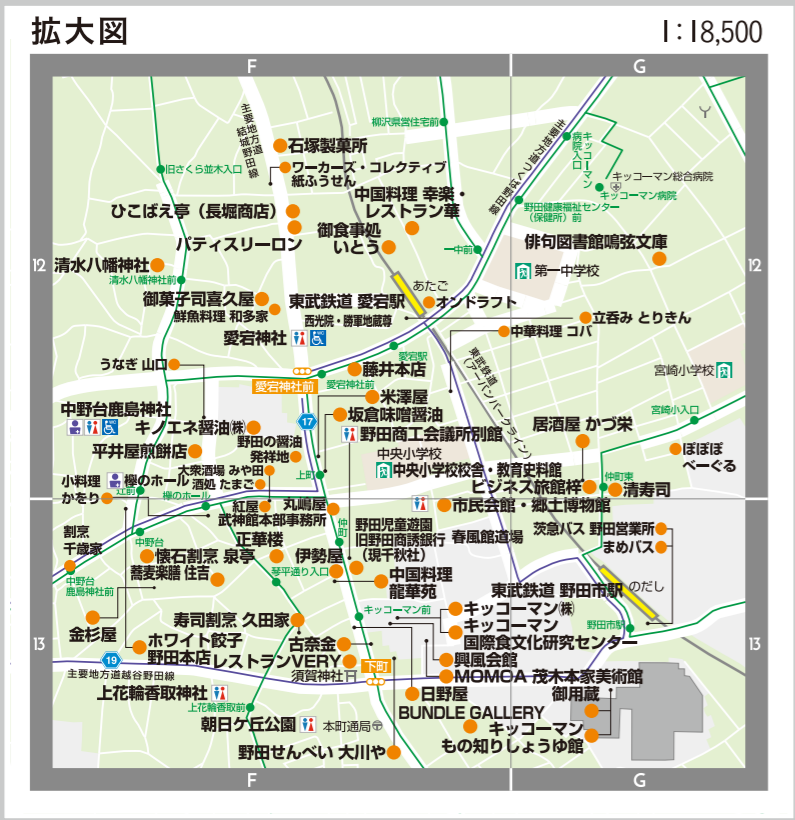 拡大図
1:18,500
F
G
主要地方道
結城野田線
柳沢県営住宅前
主要地方道つくば野田線
キッコーマン
病院入口
石塚製菓所
旧さくら並木入口
ワーカーズ・コレクティブ
紙ふうせん
キッコーマン総合病院
キッコーマン病院
中国料理 幸楽・
レストラン華
野田健康福祉センター
(保健所)前
ひこばえ亭(長堀商店)
パティスリーロン
御食事処
いとう
一中前
俳句図書館鳴弦文庫
12
12
清水八幡神社
清水八幡神社前
第一中学校
あたご
御菓子司喜久屋
東武鉄道 愛宕駅
オンドラフト
鮮魚料理 和多家
西光院・勝軍地蔵尊
立呑み とりきん
中華料理 コバ
愛宕神社
愛宕駅
東武鉄道
(アーバンパークライン)
うなぎ 山口
藤井本店
愛宕神社前
愛宕神社前
宮崎小学校
米澤屋
中野台鹿島神社
17
坂倉味噌醤油
宮崎小入口
キノエネ醤油㈱
野田商工会議所別館
居酒屋 かづ栄
野田の醤油
発祥地
平井屋煎餅店
中央小学校
ぽぽぽ
べーぐる
大衆酒場 みや田
上町
中央小学校校舎・教育史料館
小料理
かをり
欅のホール
酒処 たまご
仲町東
ビジネス旅館祥
清寿司
辻前
欅のホール
紅屋
丸嶋屋
市民会館・郷土博物館
武神館本部事務所
仲町
割烹
千歳家
中野台
正華楼
野田児童遊園
旧野田商誘銀行
(現千秋社)
春風館道場
茨急バス 野田営業所
まめバス
懐石割烹 泉亭
伊勢屋
中野台
鹿島神社前
蕎麦楽膳 住吉
琴平通り入口
中国料理
龍華苑
東武鉄道 野田市駅
のだし
キッコーマン前
キッコーマン㈱
金杉屋
寿司割烹 久田家
キッコーマン
国際食文化研究センター
野田市駅
13
13
ホワイト餃子
野田本店
古奈金
レストランVERY
下町
興風会館
19
主要地方道越谷野田線
須賀神社
MOMOA 茂木本家美術館
上花輪香取神社
上花輪香取前
日野屋
御用蔵
BUNDLE GALLERY
朝日ケ丘公園
本町通局
キッコーマン
もの知りしょうゆ館
野田せんべい 大川や
F
G